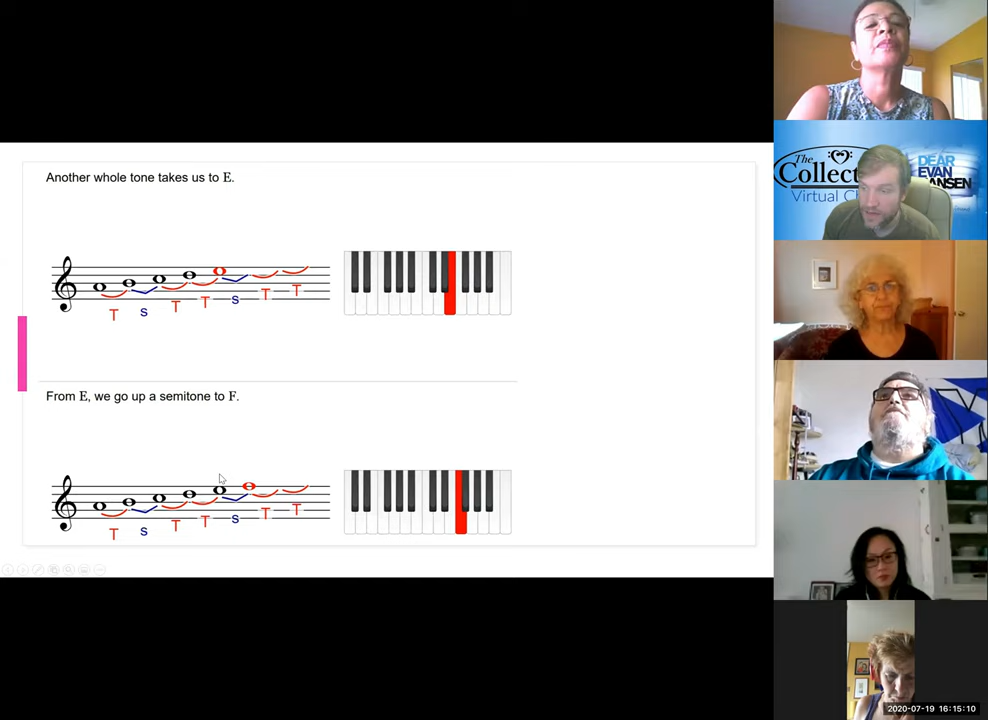 Another whole tone takes us to E.
T S T T S T T
From E, we go up a semitone to F.
T S T T S T T
The
Collect
Virtual C
DEAR
EVAN
ANSEN
2020-07-19 16:15:10